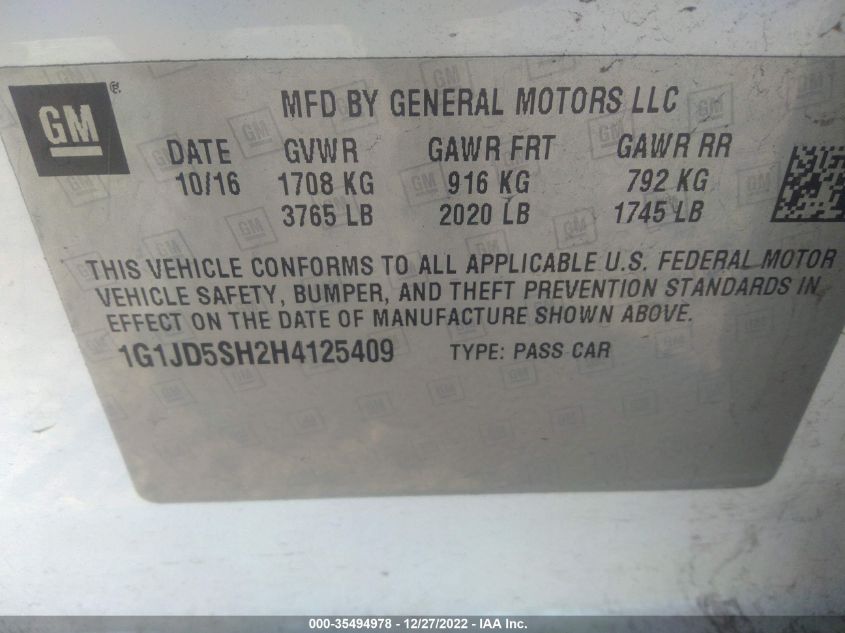 GM®
MFD BY GENERAL MOTORS LLC
DATE GVWR GAWR FRT GAWR RR
10/16 1708 KG 916 KG 792 KG
3765 LB 2020 LB 1745 LB
THIS VEHICLE CONFORMS TO ALL APPLICABLE U.S. FEDERAL MOTOR
VEHICLE SAFETY, BUMPER, AND THEFT PREVENTION STANDARDS IN
EFFECT ON THE DATE OF MANUFACTURE SHOWN ABOVE.
1G1JD5SH2H4125409 TYPE: PASS CAR
000-35494978 - 12/27/2022 - IAA Inc.